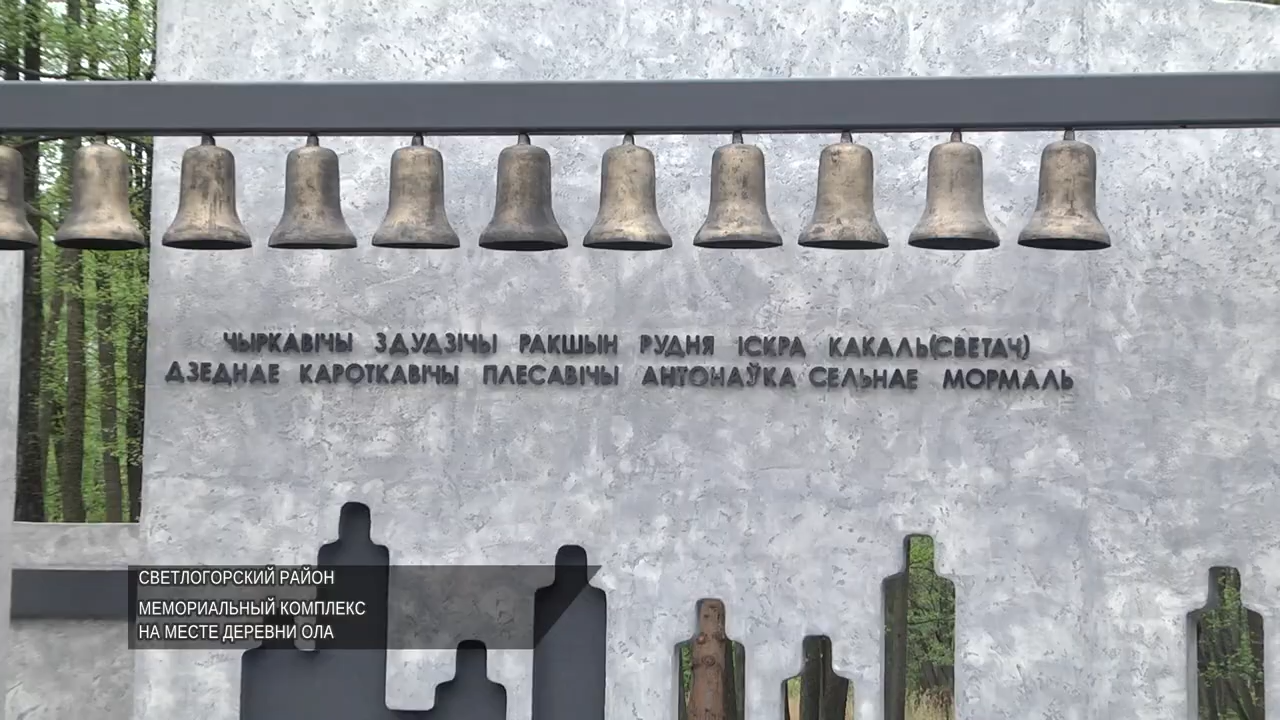 ЧЫРКАВІЧЫ ЗДУДЗІЧЫ РАКШЫН РУДНЯ ІСКРА КАКАЛЬ(СВЕТАЧ)
ДЗЕДНАЕ КАРОТКАВІЧЫ ПЛЕСАВІЧЫ АНТОНАЎКА СЕЛЬНАЕ МОРМАЛЬ
СВЕТЛОГОРСКИЙ РАЙОН
МЕМОРИАЛЬНЫЙ КОМПЛЕКС
НА МЕСТЕ ДЕРЕВНИ ОЛА